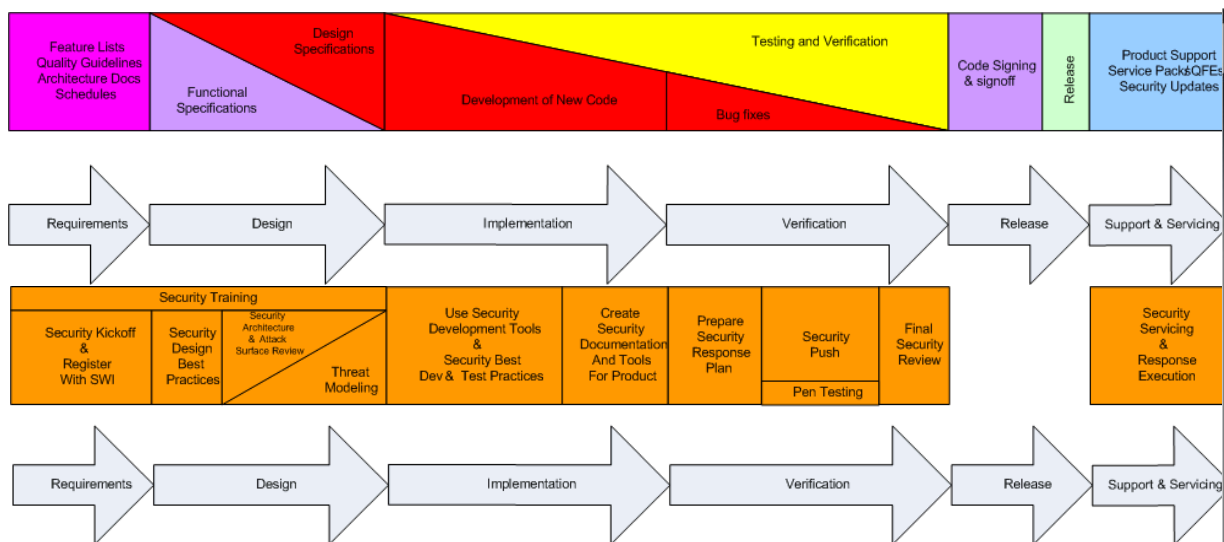 Feature Lists
Quality Guidelines
Architecture Docs
Schedules
Functional
Specifications
Design
Specifications
Development of New Code
Testing and Verification
Bug fixes
Code Signing
& signoff
Release
Product Support
Service Packs/QFEs
Security Updates
Requirements
Design
Implementation
Verification
Release
Support & Servicing
Security Training
Security Kickoff
&
Register
With SWI
Security
Design
Best
Practices
Security
Architecture
& Attack
Surface Review
Threat
Modeling
Use Security
Development Tools
&
Security Best
Dev & Test Practices
Create
Security
Documentation
And Tools
For Product
Prepare
Security
Response
Plan
Security
Push
Pen Testing
Final
Security
Review
Security
Servicing
&
Response
Execution
Requirements
Design
Implementation
Verification
Release
Support & Servicing